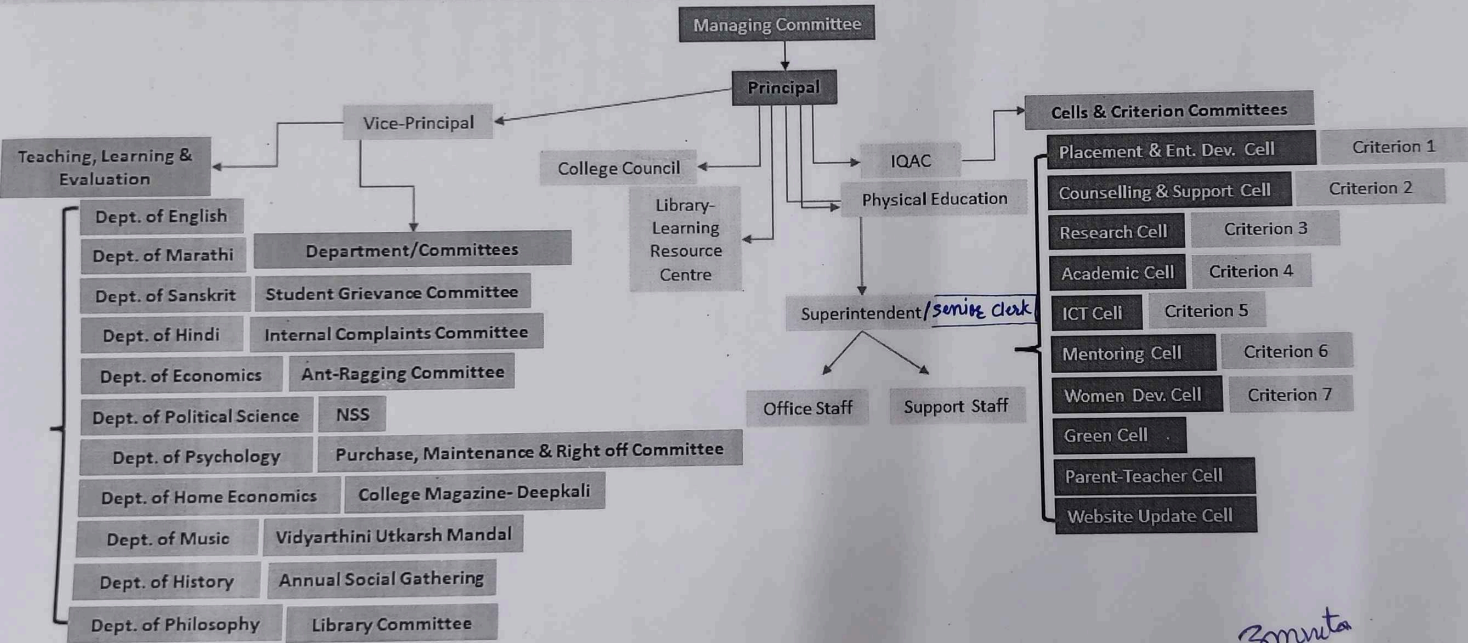 Managing Committee
Principal
Vice-Principal
Teaching, Learning &
Evaluation
Dept. of English
Dept. of Marathi
Dept. of Sanskrit
Dept. of Hindi
Dept. of Economics
Dept. of Political Science
Dept. of Psychology
Dept. of Home Economics
Dept. of Music
Dept. of History
Dept. of Philosophy
Department/Committees
Student Grievance Committee
Internal Complaints Committee
Ant-Ragging Committee
NSS
Purchase, Maintenance & Right off Committee
College Magazine- Deepkali
Vidyarthini Utkarsh Mandal
Annual Social Gathering
Library Committee
College Council
Library-
Learning
Resource
Centre
IQAC
Physical Education
Superintendent/senior clerk
Office Staff
Support Staff
Cells & Criterion Committees
Placement & Ent. Dev. Cell
Counselling & Support Cell
Research Cell
Academic Cell
ICT Cell
Mentoring Cell
Women Dev. Cell
Green Cell
Parent-Teacher Cell
Website Update Cell
Criterion 1
Criterion 2
Criterion 3
Criterion 4
Criterion 5
Criterion 6
Criterion 7